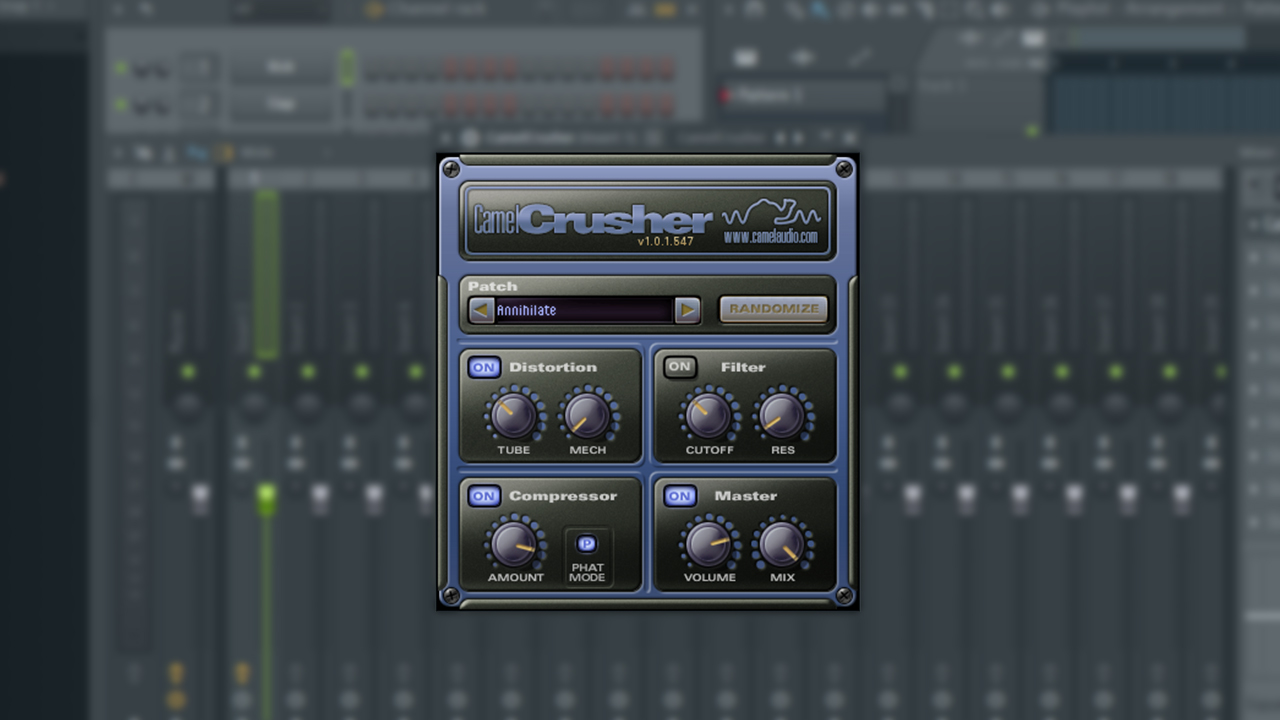 CamelCrusher
v1.0.1.547
www.camelaudio.com
Patch
Annihilate
RANDOMIZE
ON Distortion
TUBE MECH
ON Filter
CUTOFF RES
ON Compressor
AMOUNT
P
PHAT
MODE
ON Master
VOLUME MIX